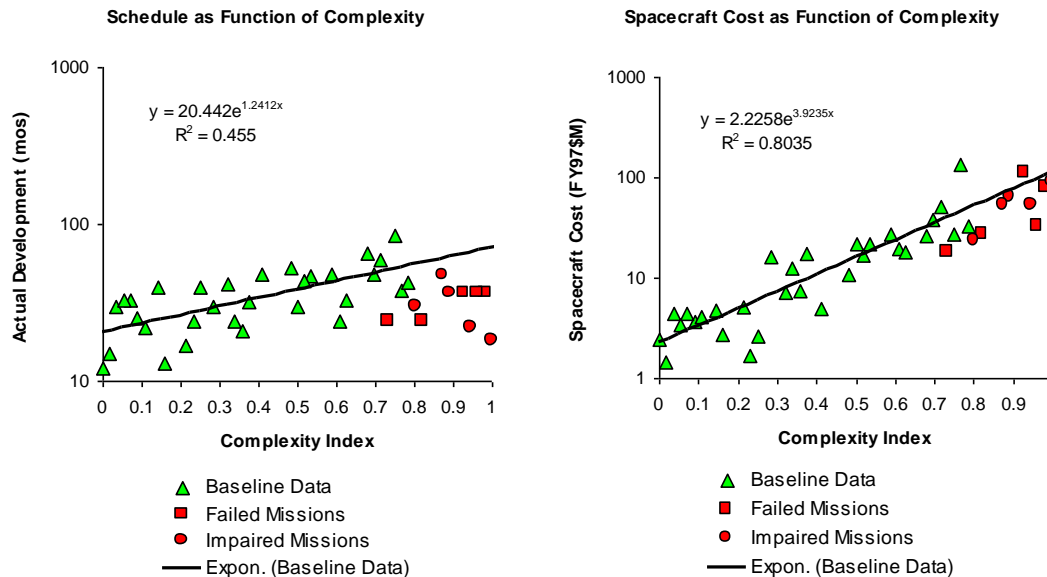 Schedule as Function of Complexity
1000
100
10
Actual Development (mos)
y = 20.442e^1.2412x
R^2 = 0.455
0 0.1 0.2 0.3 0.4 0.5 0.6 0.7 0.8 0.9 1
Complexity Index
Baseline Data
Failed Missions
Impaired Missions
Expon. (Baseline Data)
Spacecraft Cost as Function of Complexity
1000
100
10
1
Spacecraft Cost (FY97$M)
y = 2.2258e^3.9235x
R^2 = 0.8035
0 0.1 0.2 0.3 0.4 0.5 0.6 0.7 0.8 0.9
Complexity Index
Baseline Data
Failed Missions
Impaired Missions
Expon. (Baseline Data)